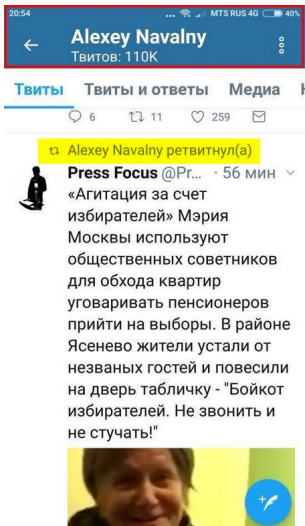 20:54 ... MTS RUS 4G 40%
Alexey Navalny
Твитов: 110K
Твиты Твиты и ответы Медиа
6 11 259
Alexey Navalny ретвитнул(а)
Press Focus @Pr... · 56 мин
«Агитация за счет
избирателей» Мэрия
Москвы используют
общественных советников
для обхода квартир
уговаривать пенсионеров
прийти на выборы. В районе
Ясенево жители устали от
незваных гостей и повесили
на дверь табличку - "Бойкот
избирателей. Не звонить и
не стучать!"